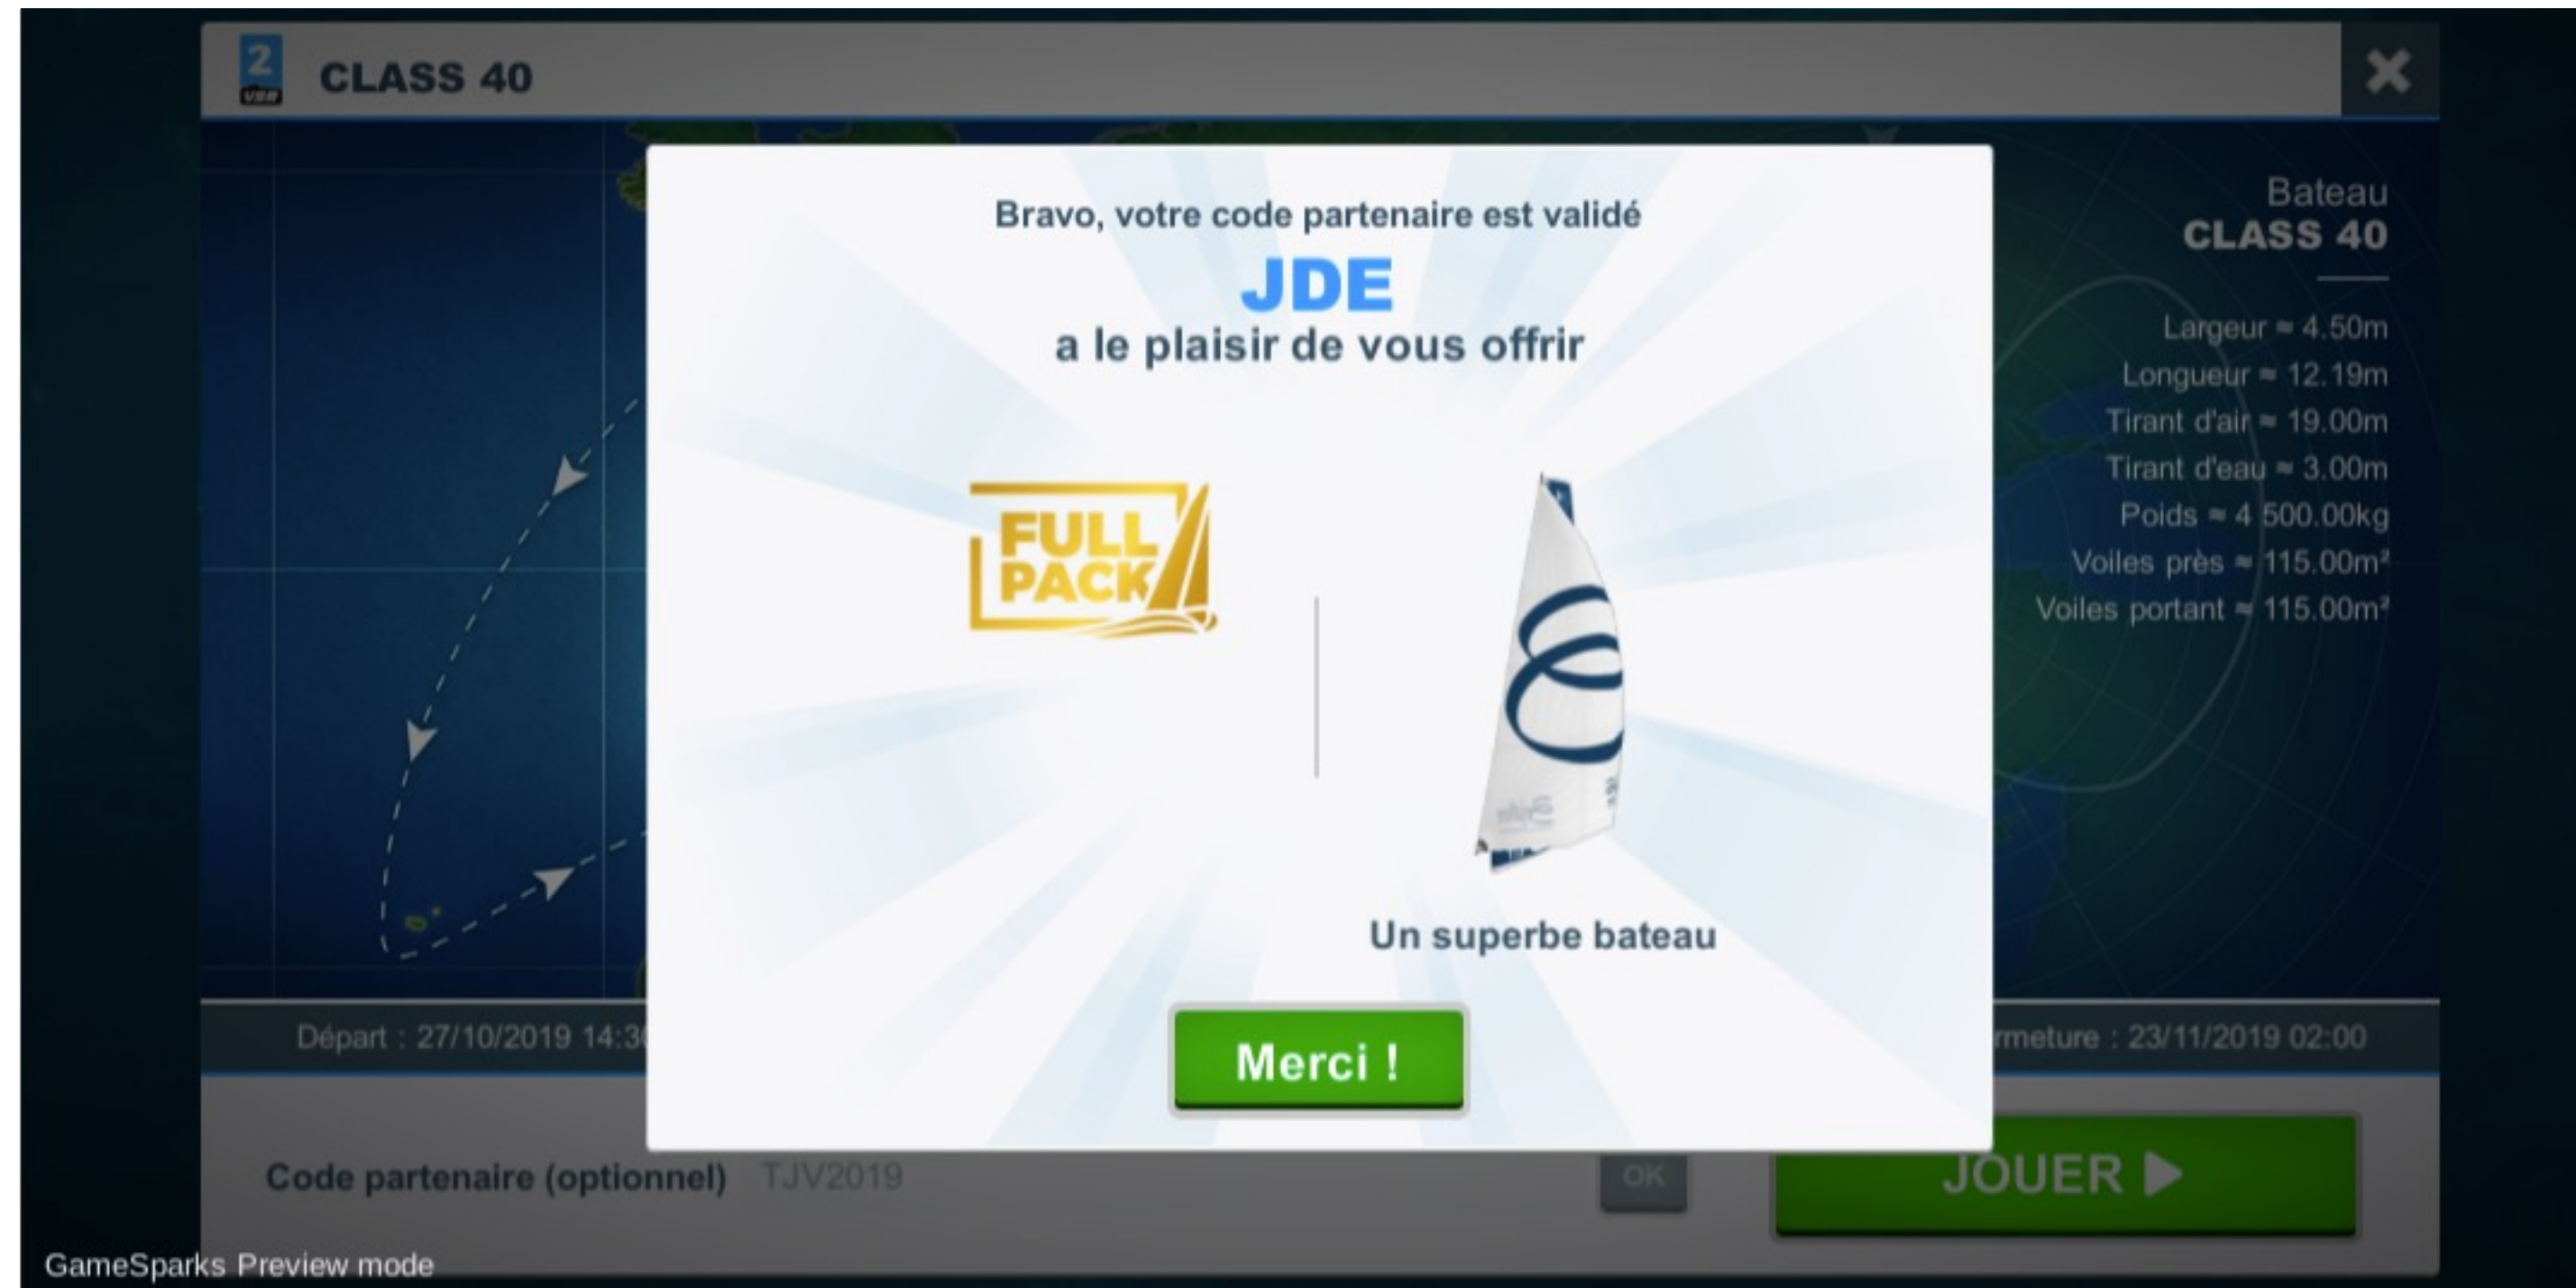 2
VSR
CLASS 40
Bravo, votre code partenaire est validé
JDE
a le plaisir de vous offrir
FULL
PACK
Un superbe bateau
Merci !
Bateau
CLASS 40
Largeur ≈ 4.50m
Longueur ≈ 12.19m
Tirant d'air ≈ 19.00m
Tirant d'eau ≈ 3.00m
Poids ≈ 4 500.00kg
Voiles près ≈ 115.00m²
Voiles portant ≈ 115.00m²
Départ : 27/10/2019 14:30
rmeture : 23/11/2019 02:00
Code partenaire (optionnel) TJV2019
OK
JOUER
GameSparks Preview mode